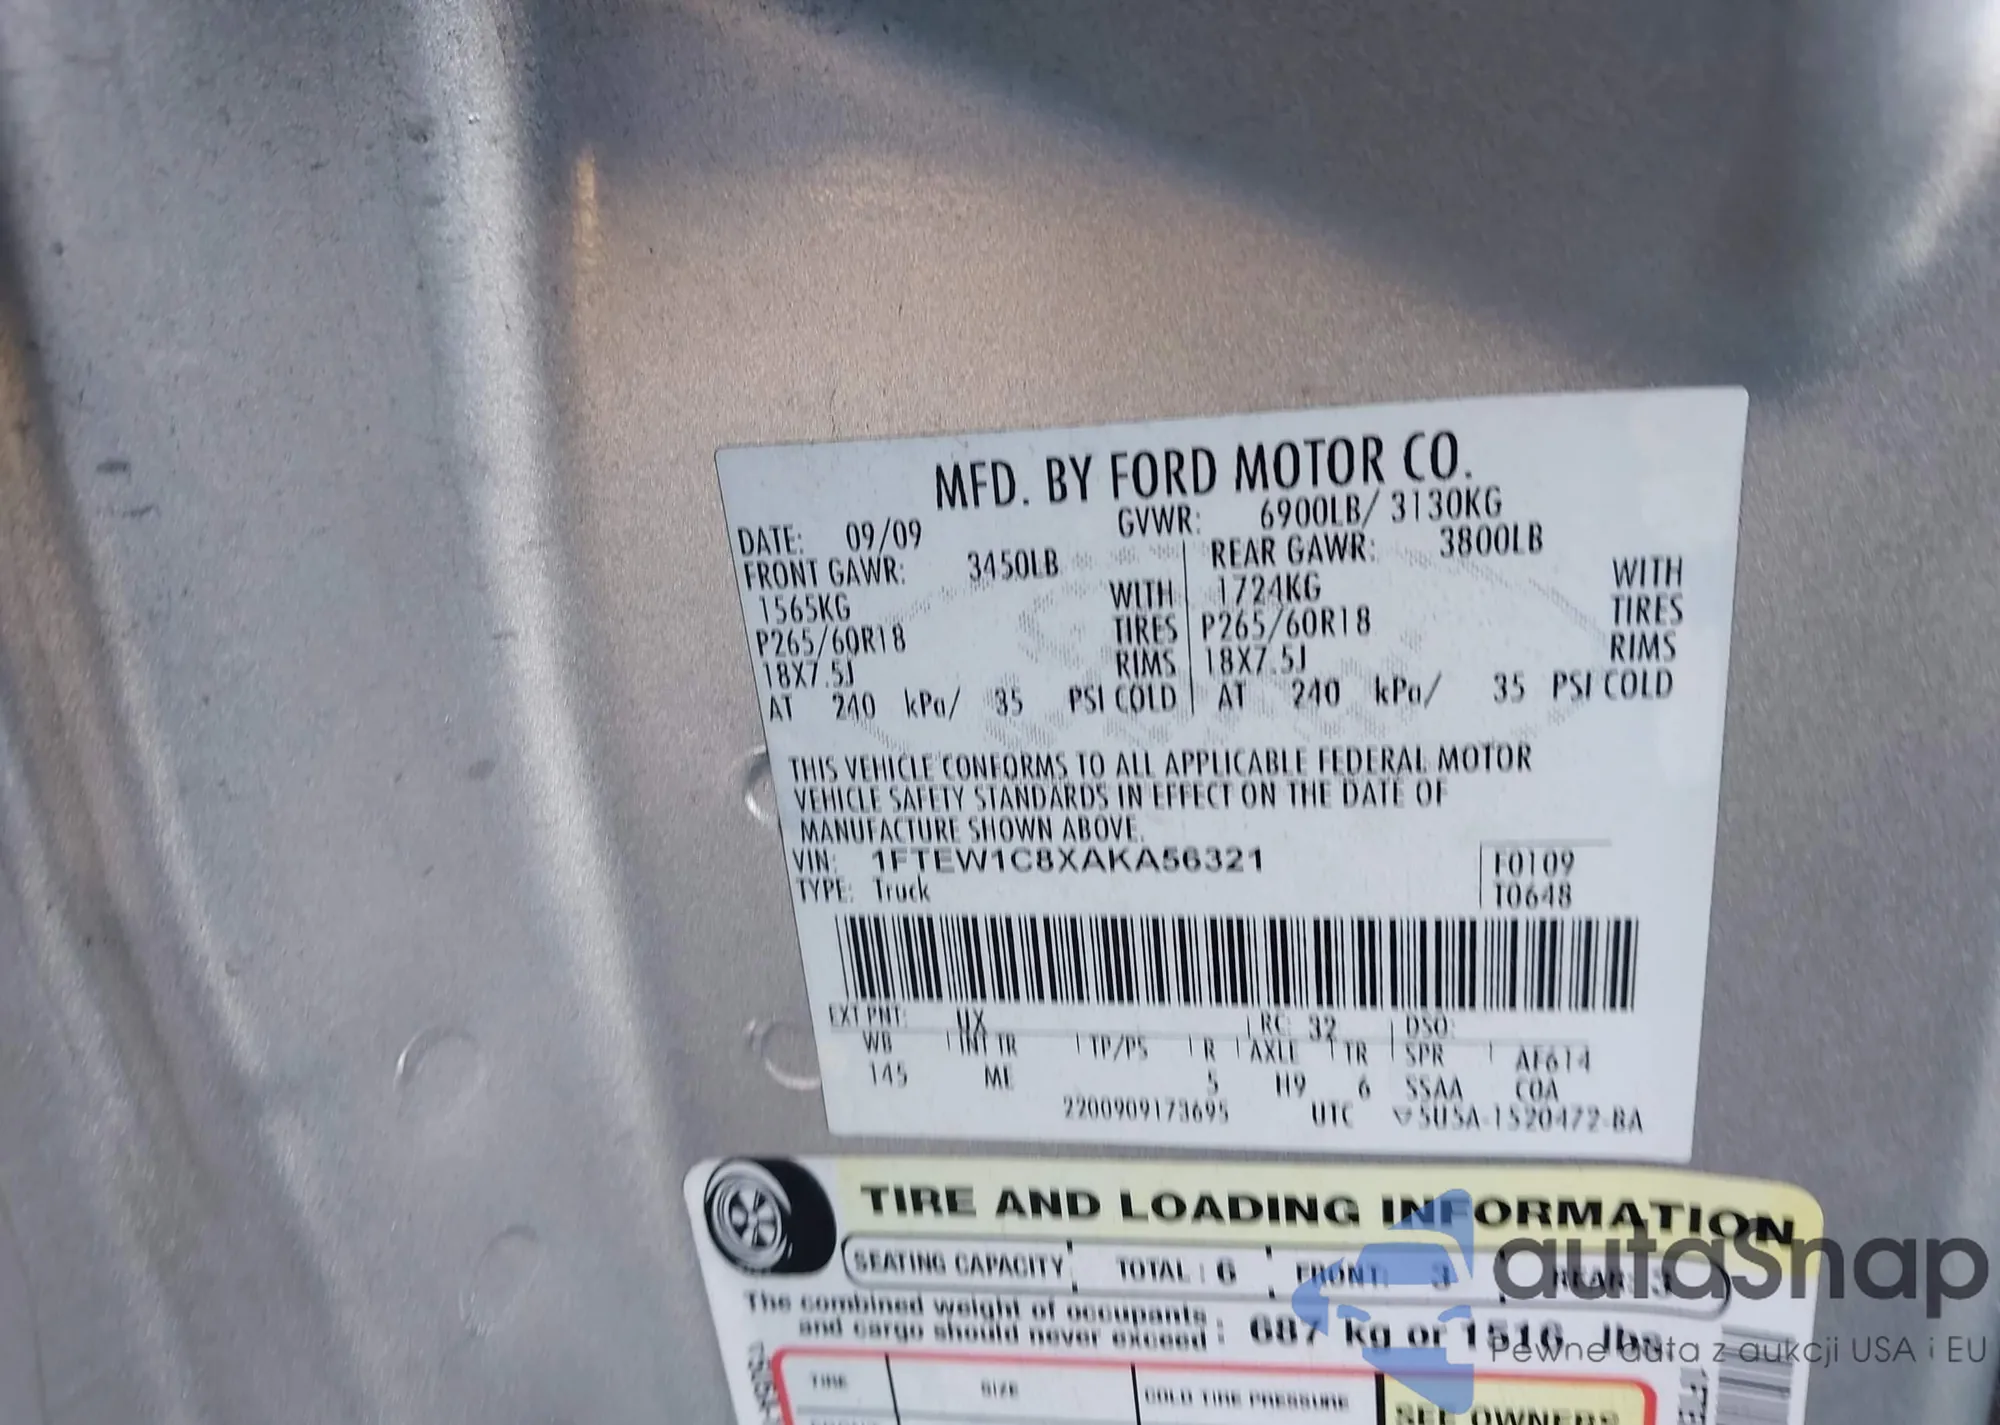 MFD. BY FORD MOTOR CO.
DATE: 09/09 GVWR: 6900LB/ 3130KG
FRONT GAWR: 3450LB REAR GAWR: 3800LB
1565KG WITH 1724KG WITH
P265/60R18 TIRES P265/60R18 TIRES
18X7.5J RIMS 18X7.5J RIMS
AT 240 kPa/ 35 PSI COLD AT 240 kPa/ 35 PSI COLD
THIS VEHICLE CONFORMS TO ALL APPLICABLE FEDERAL MOTOR
VEHICLE SAFETY STANDARDS IN EFFECT ON THE DATE OF
MANUFACTURE SHOWN ABOVE.
VIN: 1FTEW1C8XAKA56321 F0109
TYPE: Truck T0648
EXT PNT: UX RC: 32 DSO:
WB INT TR TP/PS R AXLE TR SPR AF614
145 ME 5 H9 6 SSAA COA
2200909173695 UTC ▽5U5A-1520472-BA
TIRE AND LOADING INFORMATION
SEATING CAPACITY TOTAL : 6 FRONT: 3 REAR: 3
The combined weight of occupants
and cargo should never exceed : 687 kg or 1516 lbs
TIRE SIZE COLD TIRE PRESSURE SEE OWNERS
autaSnap
Pewne auta z aukcji USA i EU